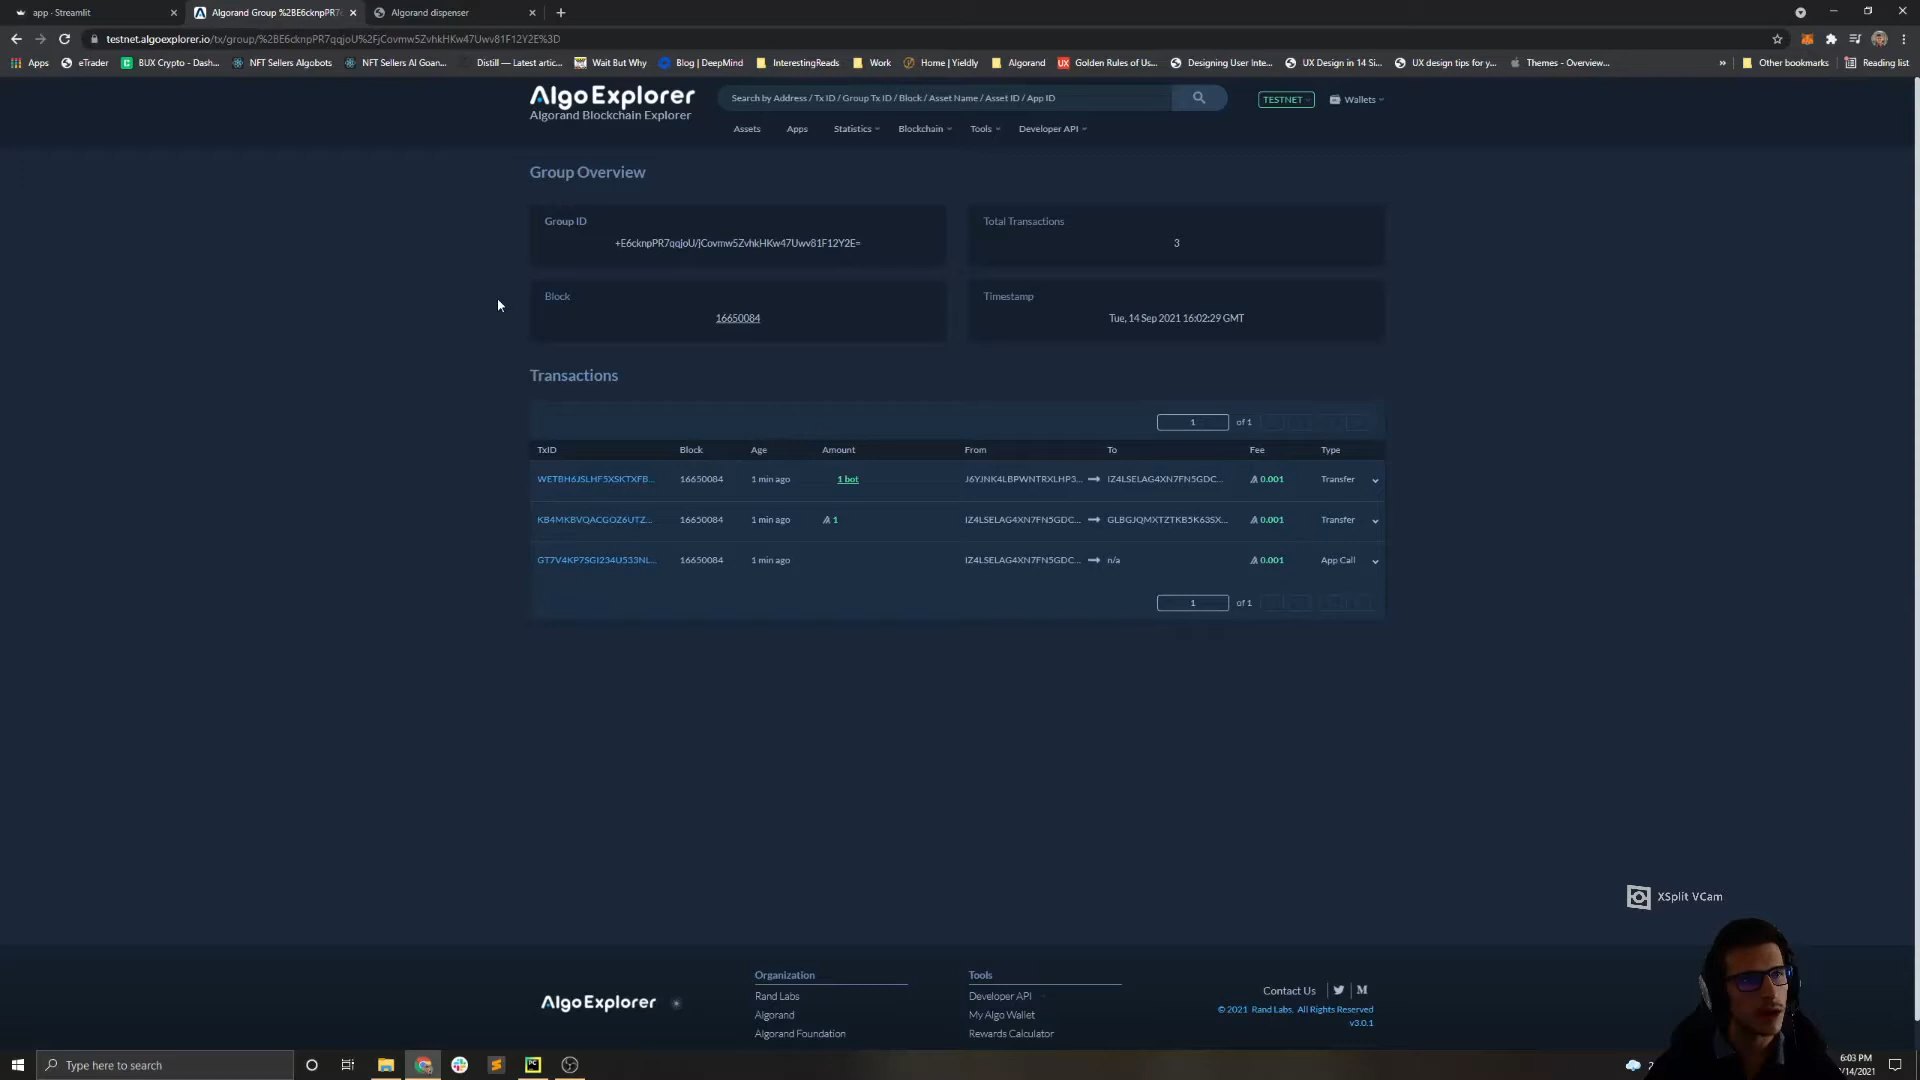 app - Streamlit
Algorand Group %2BE6cknpPR7
Algorand dispenser
testnet.algoexplorer.io/tx/group/%2BE6cknpPR7qqjoU%2FjCovmw5ZvhkHKw47Uwv81F12Y2E%3D
Apps
eTrader
BUX Crypto - Dash...
NFT Sellers Algobots
NFT Sellers Al Goan...
Distill — Latest artic...
Wait But Why
Blog | DeepMind
InterestingReads
Work
Home | Yieldly
Algorand
UX Golden Rules of Us...
Designing User Inte...
UX Design in 14 Si...
UX design tips for y...
Themes - Overview...
»
Other bookmarks
Reading list
AlgoExplorer
Algorand Blockchain Explorer
Search by Address / Tx ID / Group Tx ID / Block / Asset Name / Asset ID / App ID
TESTNET
Wallets
Assets
Apps
Statistics
Blockchain
Tools
Developer API
Group Overview
Group ID
+E6cknpPR7qqjoU/jCovmw5ZvhkHKw47Uwv81F12Y2E=
Total Transactions
3
Block
16650084
Timestamp
Tue, 14 Sep 2021 16:02:29 GMT
Transactions
1 of 1
TxID Block Age Amount From To Fee Type
WETBH6JSLHF5XSKTXFB... 16650084 1 min ago 1 bot J6YJNK4LBPWNTRXLHP3... IZ4LSELAG4XN7FN5GDC... 0.001 Transfer
KB4MKBVQACGOZ6UTZ... 16650084 1 min ago 1 IZ4LSELAG4XN7FN5GDC... GLBGJQMXTZTKB5K63SX... 0.001 Transfer
GT7V4KP7SGI234U533NL... 16650084 1 min ago IZ4LSELAG4XN7FN5GDC... n/a 0.001 App Call
1 of 1
XSplit VCam
AlgoExplorer
Organization
Rand Labs
Algorand
Algorand Foundation
Tools
Developer API
My Algo Wallet
Rewards Calculator
Contact Us
© 2021 Rand Labs. All Rights Reserved
v3.0.1
Type here to search
6:03 PM
/14/2021